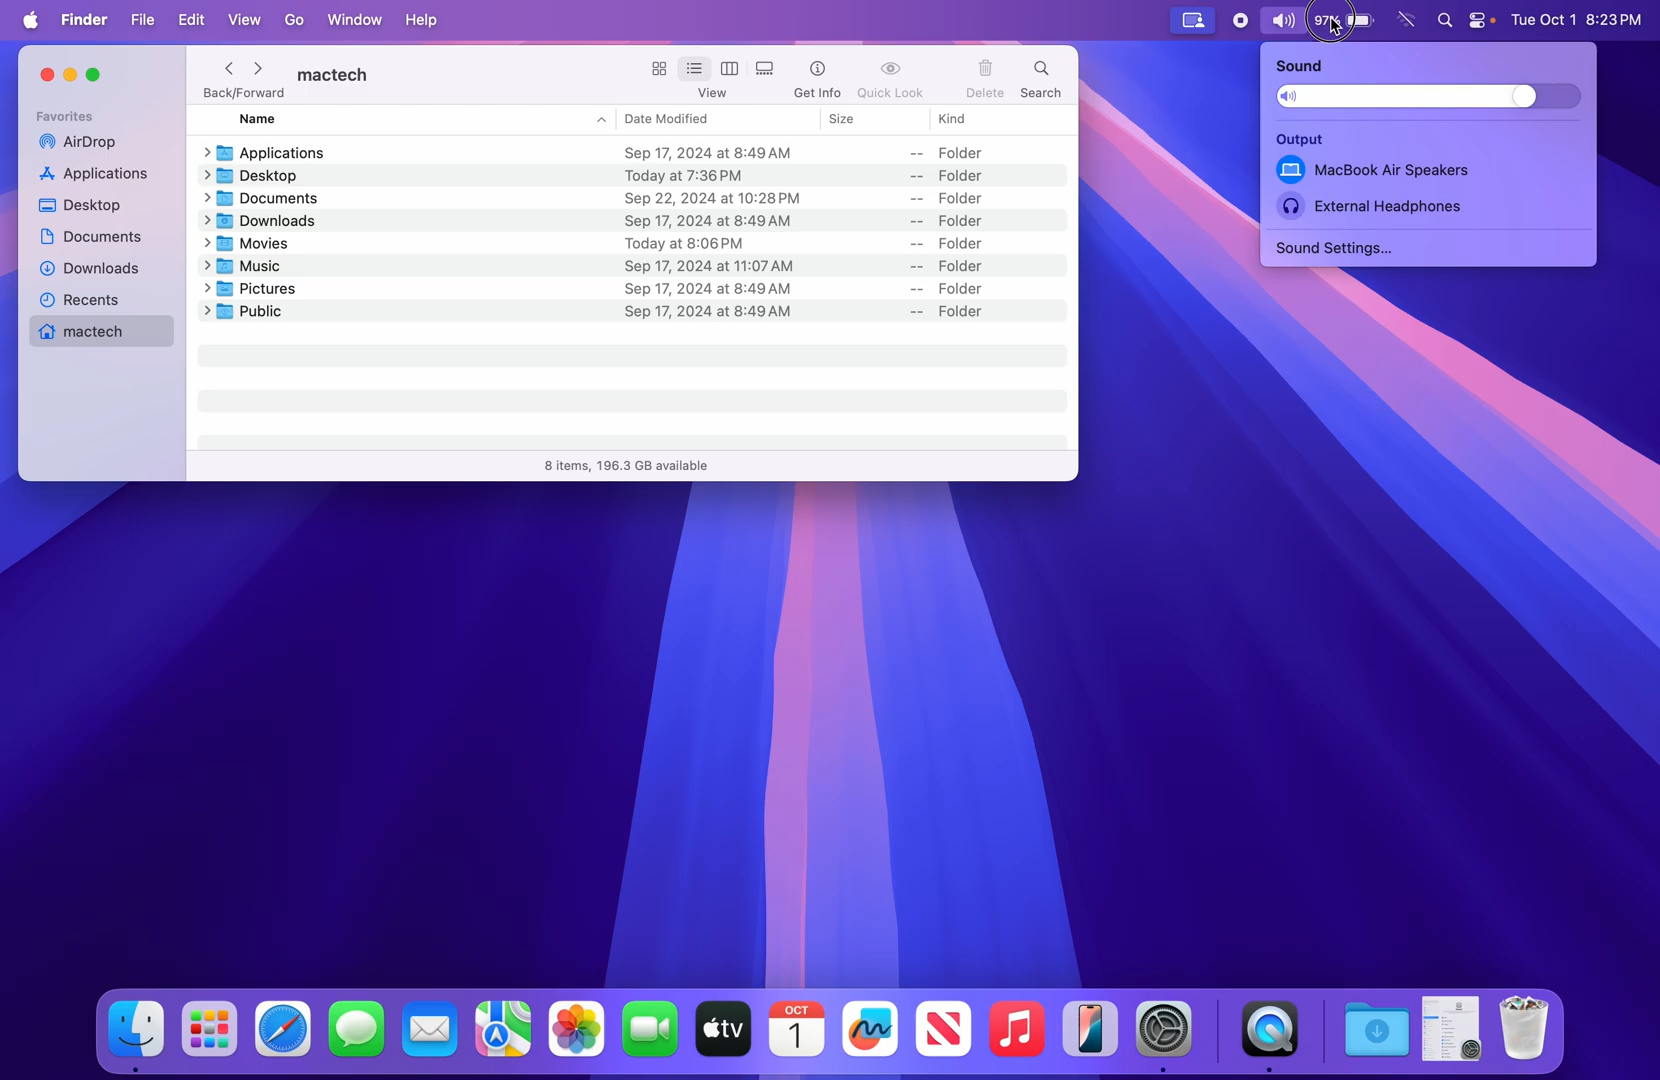 Finder File Edit View Go Window Help 97% Tue Oct 1 8:23 PM
mactech
Back/Forward View Get Info Quick Look Delete Search
Favorites
AirDrop
Applications
Desktop
Documents
Downloads
Recents
mactech
Name Date Modified Size Kind
Applications Sep 17, 2024 at 8:49 AM -- Folder
Desktop Today at 7:36 PM -- Folder
Documents Sep 22, 2024 at 10:28 PM -- Folder
Downloads Sep 17, 2024 at 8:49 AM -- Folder
Movies Today at 8:06 PM -- Folder
Music Sep 17, 2024 at 11:07 AM -- Folder
Pictures Sep 17, 2024 at 8:49 AM -- Folder
Public Sep 17, 2024 at 8:49 AM -- Folder
8 items, 196.3 GB available
Sound
Output
MacBook Air Speakers
External Headphones
Sound Settings...
tv
OCT
1